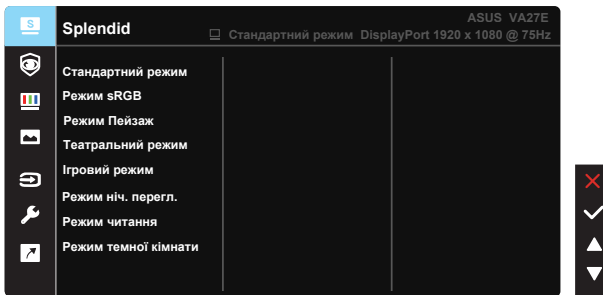 S
ASUS VA27E
Splendid
Стандартний режим DisplayPort 1920 x 1080 @ 75Hz
Стандартний режим
Режим sRGB
Режим Пейзаж
Театральний режим
Ігровий режим
Режим ніч. перегл.
Режим читання
Режим темної кімнати